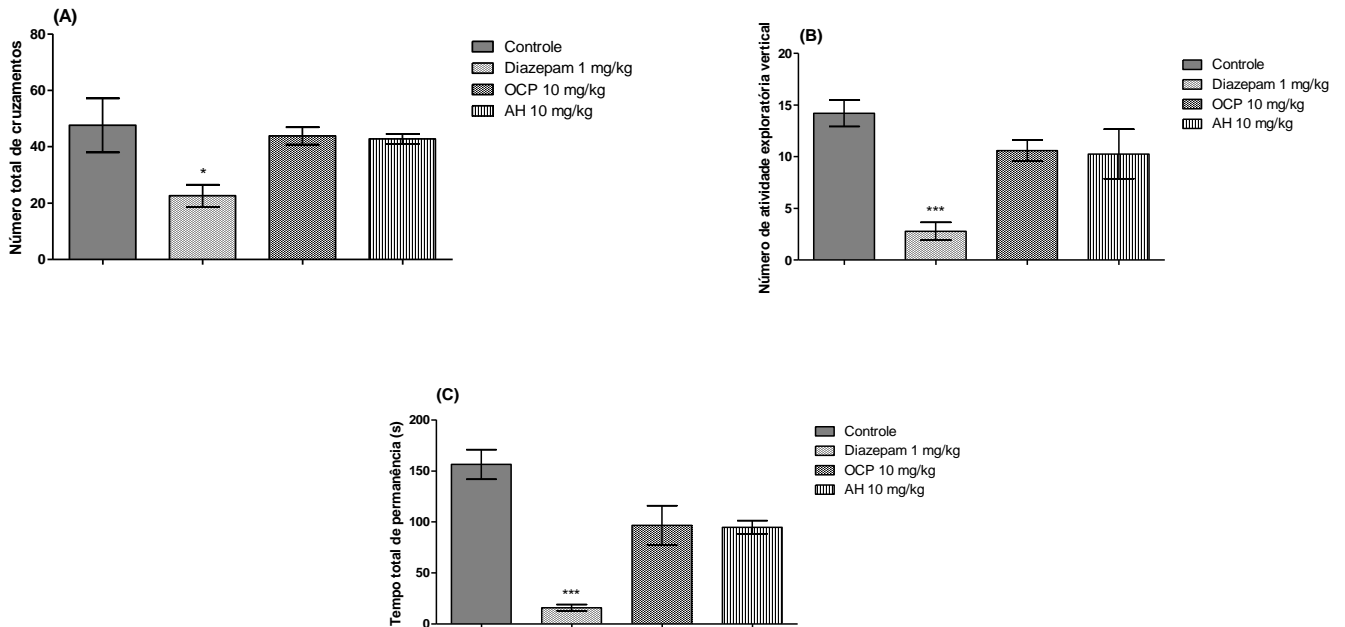 (A)
Número total de cruzamentos
80
60
40
20
0
*
Controle
Diazepam 1 mg/kg
OCP 10 mg/kg
AH 10 mg/kg
(B)
Número de atividade exploratória vertical
20
15
10
5
0
***
Controle
Diazepam 1 mg/kg
OCP 10 mg/kg
AH 10 mg/kg
(C)
Tempo total de permanência (s)
200
150
100
50
0
***
Controle
Diazepam 1 mg/kg
OCP 10 mg/kg
AH 10 mg/kg